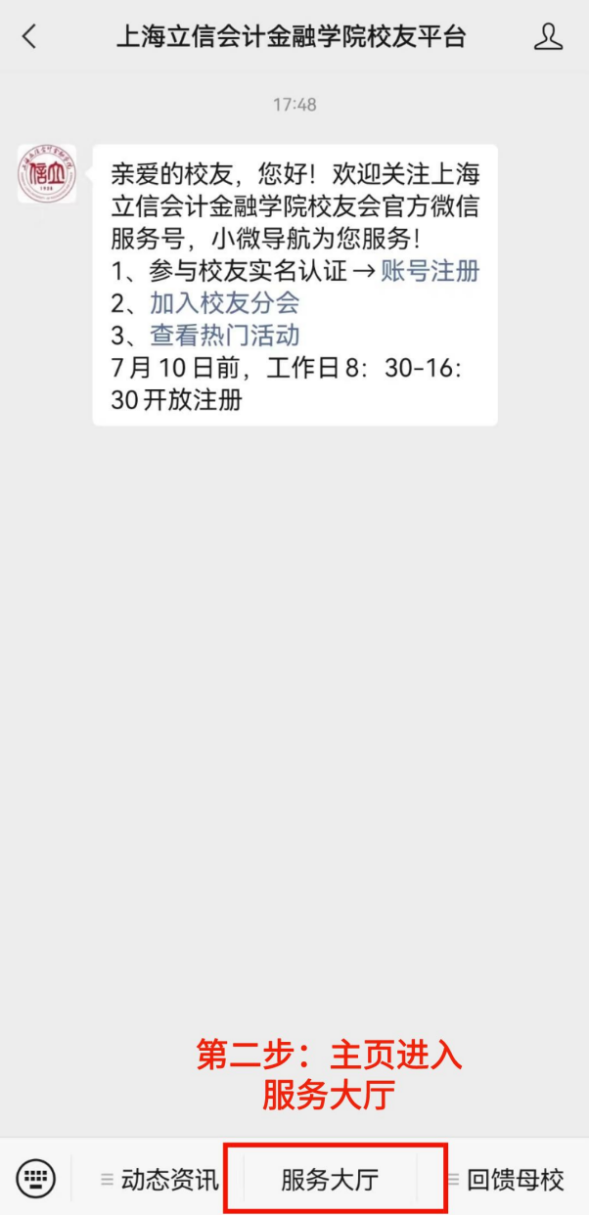 上海立信会计金融学院校友平台
17:48
亲爱的校友，您好！欢迎关注上海
立信会计金融学院校友会官方微信
服务号，小微导航为您服务！
1、参与校友实名认证→账号注册
2、加入校友分会
3、查看热门活动
7月10日前，工作日8：30-16：
30开放注册
第二步：主页进入
服务大厅
动态资讯
服务大厅
回馈母校